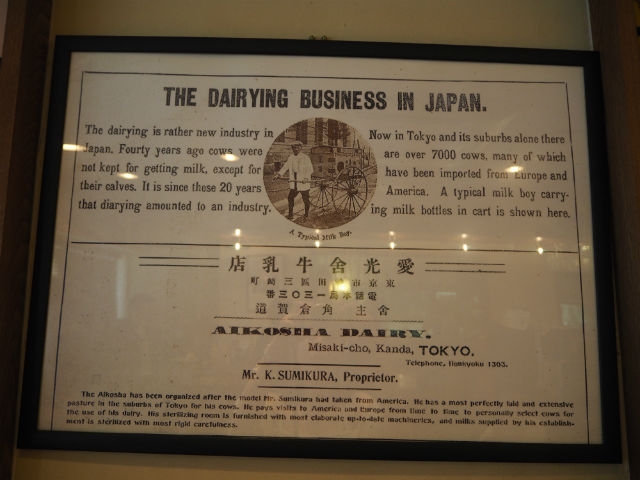 THE DAIRYING BUSINESS IN JAPAN.
The dairying is rather new industry in
Japan. Fourty years ago cows were
not kept for getting milk, except for
their calves. It is since these 20 years
that diarying amounted to an industry.
Now in Tokyo and its suburbs alone there
are over 7000 cows, many of which
have been imported from Europe and
America. A typical milk boy carry-
ing milk bottles in cart is shown here.
A Typical Milk Boy.
店乳牛舍光愛
町崎三區田神市京東
番三〇三一局本話電
道賀倉角 主舍
AIKOSHA DAIRY.
Misaki-cho, Kanda, TOKYO.
Telephone, Honkyoku 1303.
Mr. K. SUMIKURA, Proprietor.
The Aikosha has been organized after the model Mr. Sumikura had taken from America. He has a most perfectly laid and extensive
pasture in the suburbs of Tokyo for his cows. He pays visits to America and Europe from time to time to personally select cows for
the use of his dairy. His sterilizing room is furnished with most elaborate up-to-date machineries, and milks supplied by his establish-
ment is sterilized with most rigid carefulness.